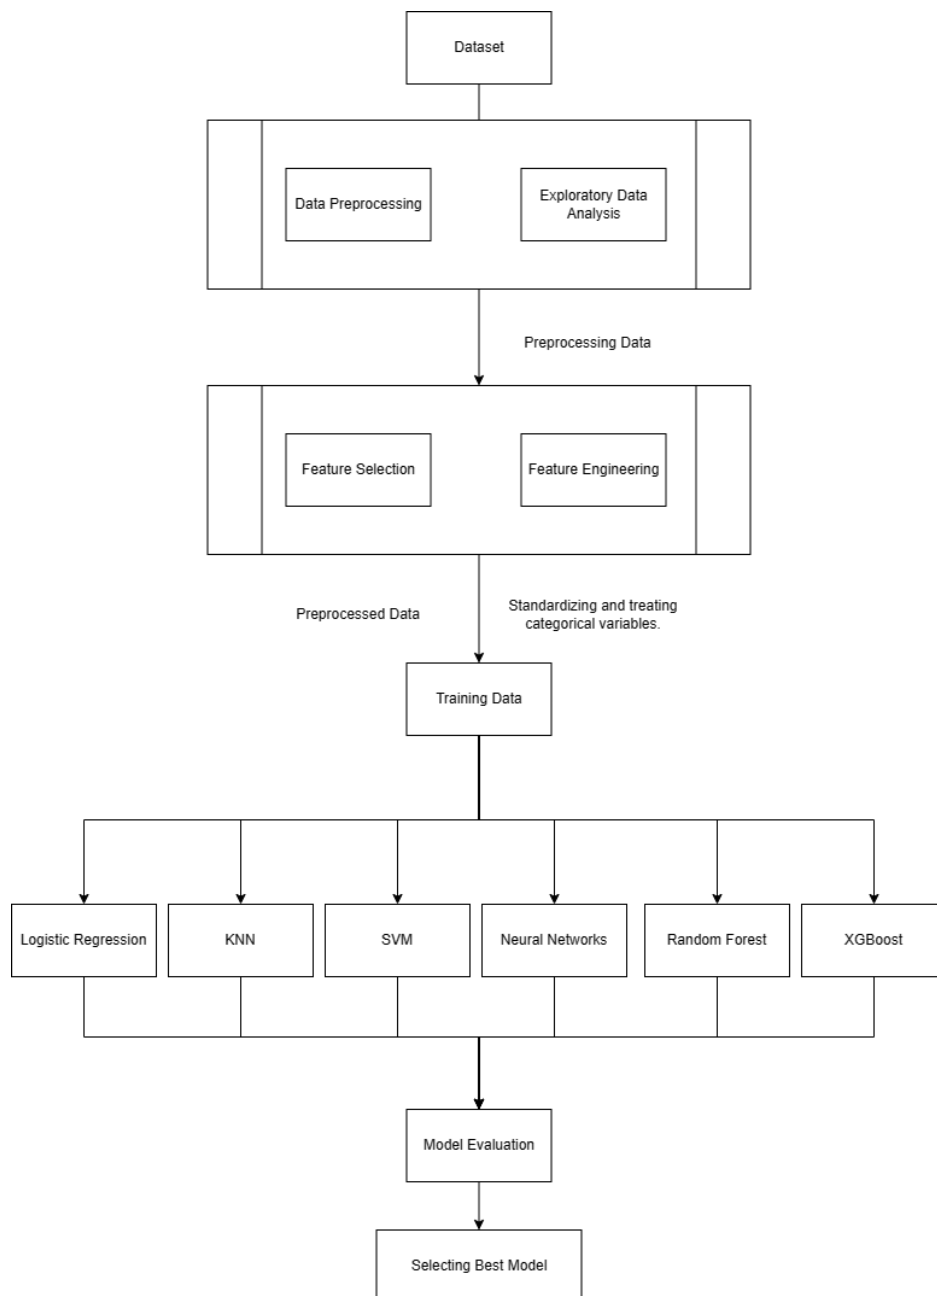 Dataset
Data Preprocessing
Exploratory Data
Analysis
Preprocessing Data
Feature Selection
Feature Engineering
Preprocessed Data
Standardizing and treating
categorical variables.
Training Data
Logistic Regression
KNN
SVM
Neural Networks
Random Forest
XGBoost
Model Evaluation
Selecting Best Model